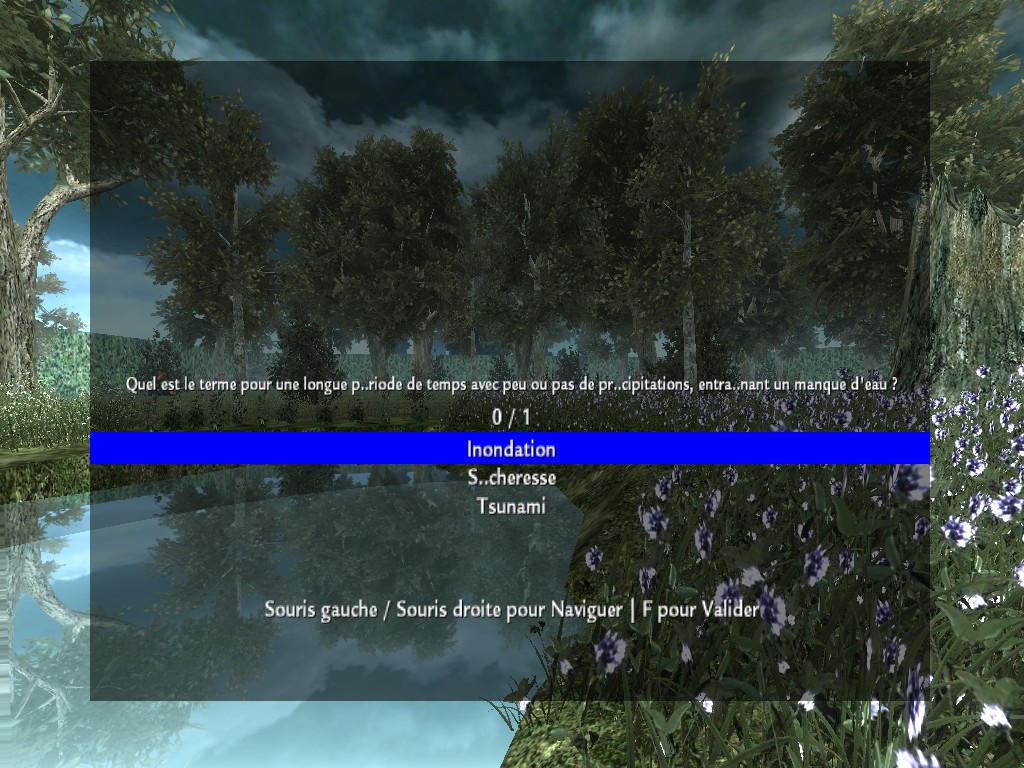 Quel est le terme pour une longue p..riode de temps avec peu ou pas de pr..cipitations, entra..nant un manque d'eau ?
0 / 1
Inondation
S..cheresse
Tsunami
Souris gauche / Souris droite pour Naviguer | F pour Valider